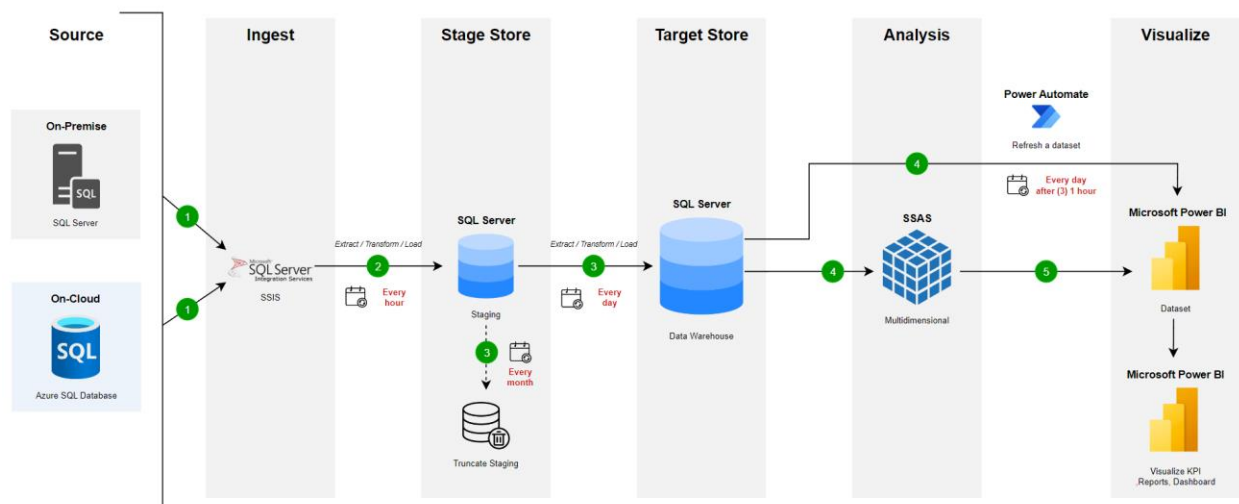 Source
Ingest
Stage Store
Target Store
Analysis
Visualize
On-Premise
SQL
SQL Server
On-Cloud
SQL
Azure SQL Database
1
1
Microsoft
SQL Server
Integration Services
SSIS
Extract / Transform / Load
2
Every
hour
SQL Server
Staging
3
Every
month
Truncate Staging
Extract / Transform / Load
3
Every
day
SQL Server
Data Warehouse
4
4
SSAS
Multidimensional
Power Automate
Refresh a dataset
Every day
after (3) 1 hour
5
Microsoft Power BI
Dataset
Microsoft Power BI
Visualize KPI
,Reports, Dashboard